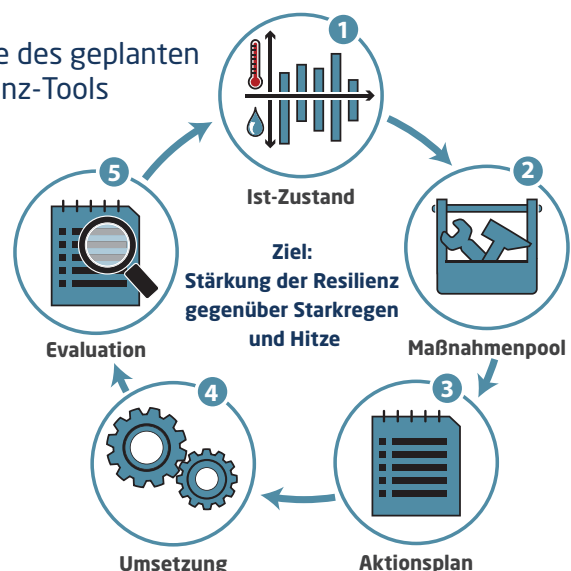 e des geplanten
nz-Tools
1
Ist-Zustand
2
Maßnahmenpool
3
Aktionsplan
4
Umsetzung
5
Evaluation
Ziel:
Stärkung der Resilienz
gegenüber Starkregen
und Hitze